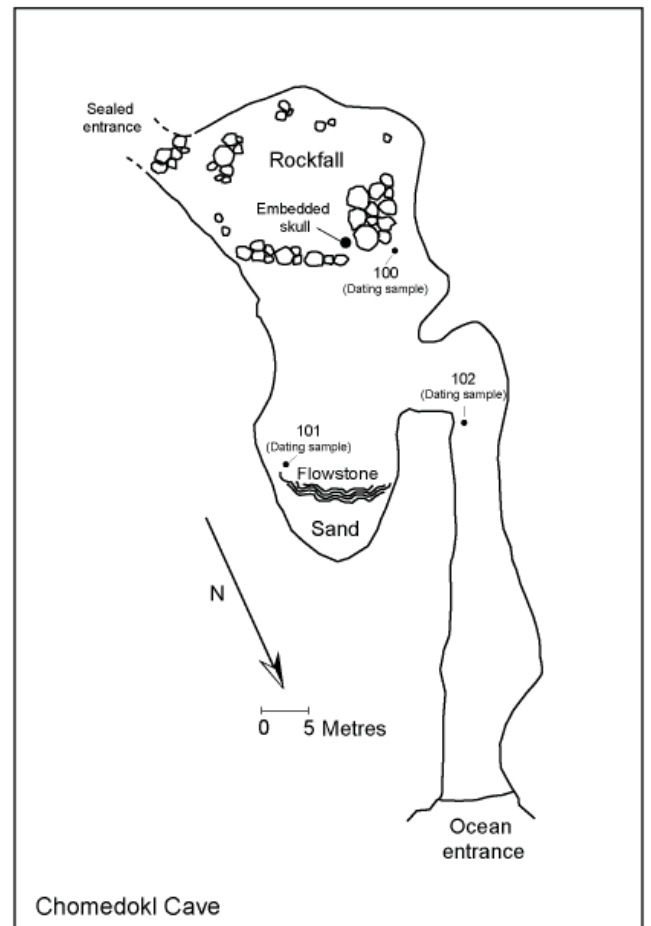 Sealed
entrance
Rockfall
Embedded
skull
100
(Dating sample)
102
(Dating sample)
101
(Dating sample)
Flowstone
Sand
N
0 5 Metres
Ocean
entrance
Chomedokl Cave